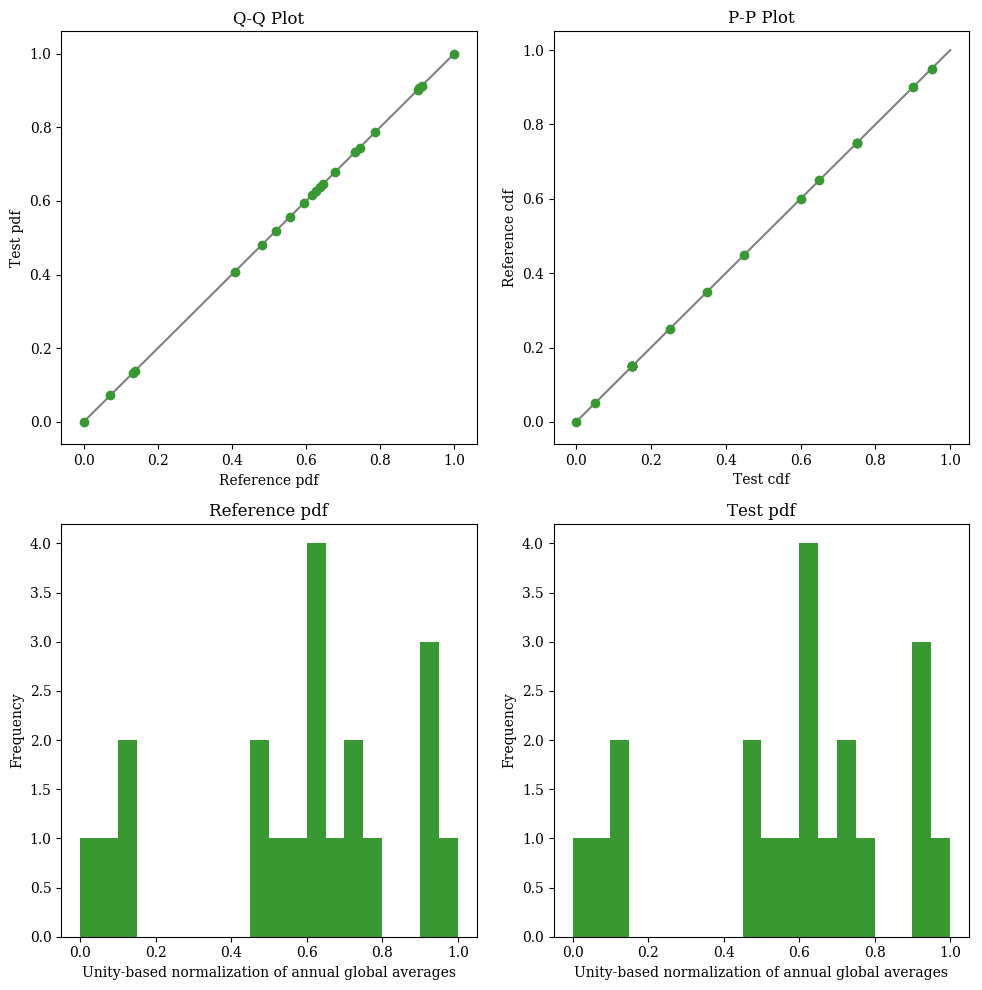 Q-Q Plot
1.0
0.8
0.6
0.4
0.2
0.0
Test pdf
0.0 0.2 0.4 0.6 0.8 1.0
Reference pdf
P-P Plot
1.0
0.8
0.6
0.4
0.2
0.0
Reference cdf
0.0 0.2 0.4 0.6 0.8 1.0
Test cdf
Reference pdf
4.0
3.5
3.0
2.5
2.0
1.5
1.0
0.5
0.0
Frequency
0.0 0.2 0.4 0.6 0.8 1.0
Unity-based normalization of annual global averages
Test pdf
4.0
3.5
3.0
2.5
2.0
1.5
1.0
0.5
0.0
Frequency
0.0 0.2 0.4 0.6 0.8 1.0
Unity-based normalization of annual global averages